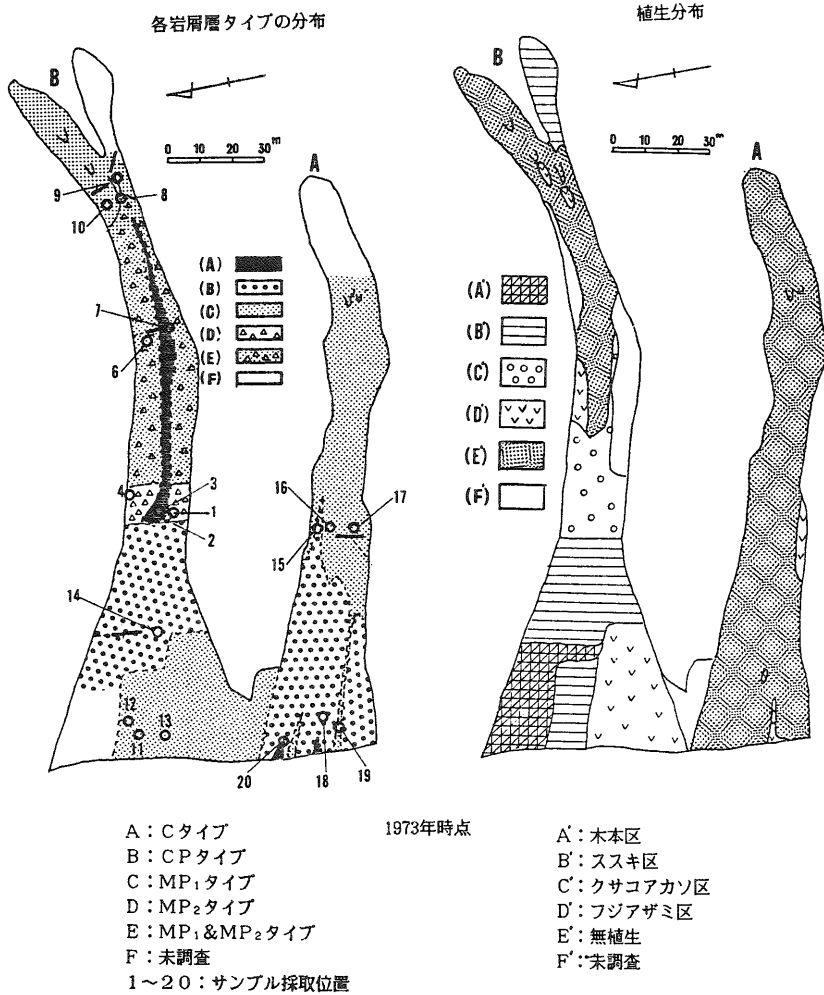 各岩屑層タイプの分布
植生分布
B
0 10 20 30m
A
9
8
10
7
6
4
3
1
2
16
17
15
14
12
11
13
20
18
19
(A)
(B)
(C)
(D)
(E)
(F)
B
0 10 20 30m
A
(A')
(B')
(C')
(D')
(E')
(F')
1973年時点
A:Cタイプ
B:CPタイプ
C:MP₁タイプ
D:MP₂タイプ
E:MP₁&MP₂タイプ
F:未調査
1~20:サンプル採取位置
A':木本区
B':ススキ区
C':クサコアカソ区
D':フジアザミ区
E':無植生
F':未調査